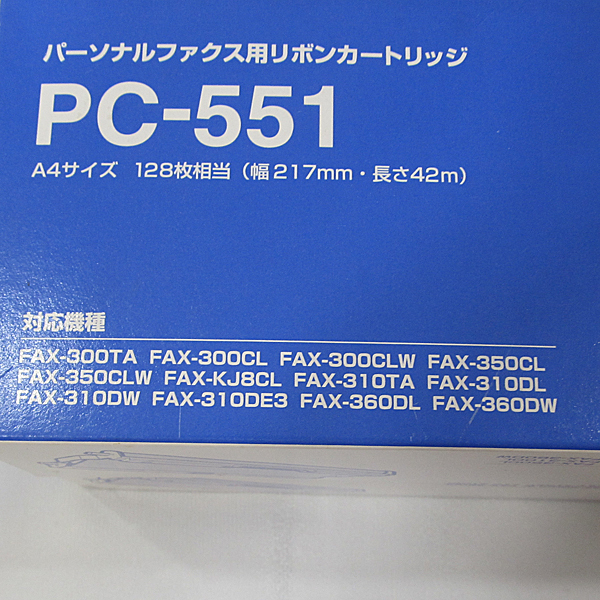 パーソナルファクス用リボンカートリッジ
PC-551
A4サイズ 128枚相当（幅217mm・長さ42m）
対応機種
FAX-300TA FAX-300CL FAX-300CLW FAX-350CL
FAX-350CLW FAX-KJ8CL FAX-310TA FAX-310DL
FAX-310DW FAX-310DE3 FAX-360DL FAX-360DW